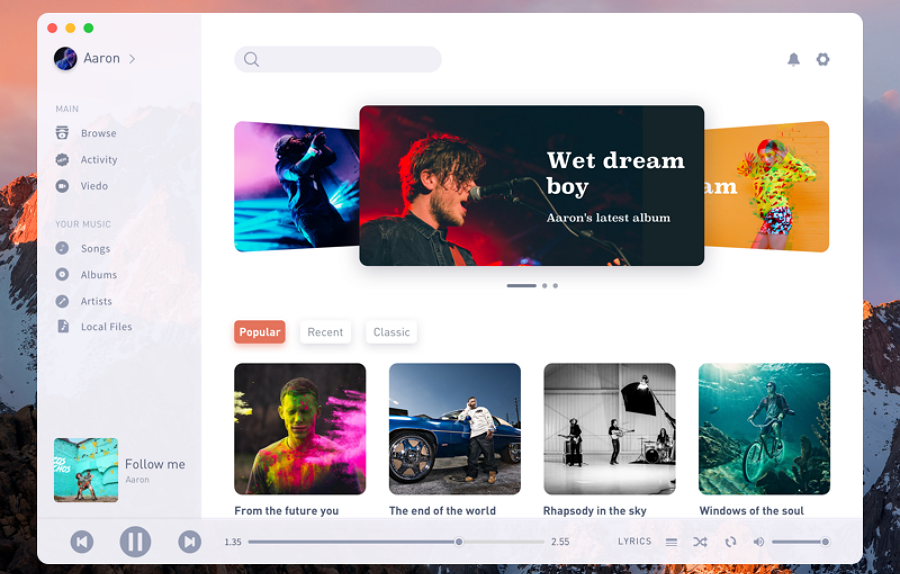 Aaron
MAIN
Browse
Activity
Viedo
YOUR MUSIC
Songs
Albums
Artists
Local Files
Wet dream
boy
Aaron's latest album
am
Popular
Recent
Classic
From the future you
The end of the world
Rhapsody in the sky
Windows of the soul
Follow me
Aaron
1.35
2.55
LYRICS